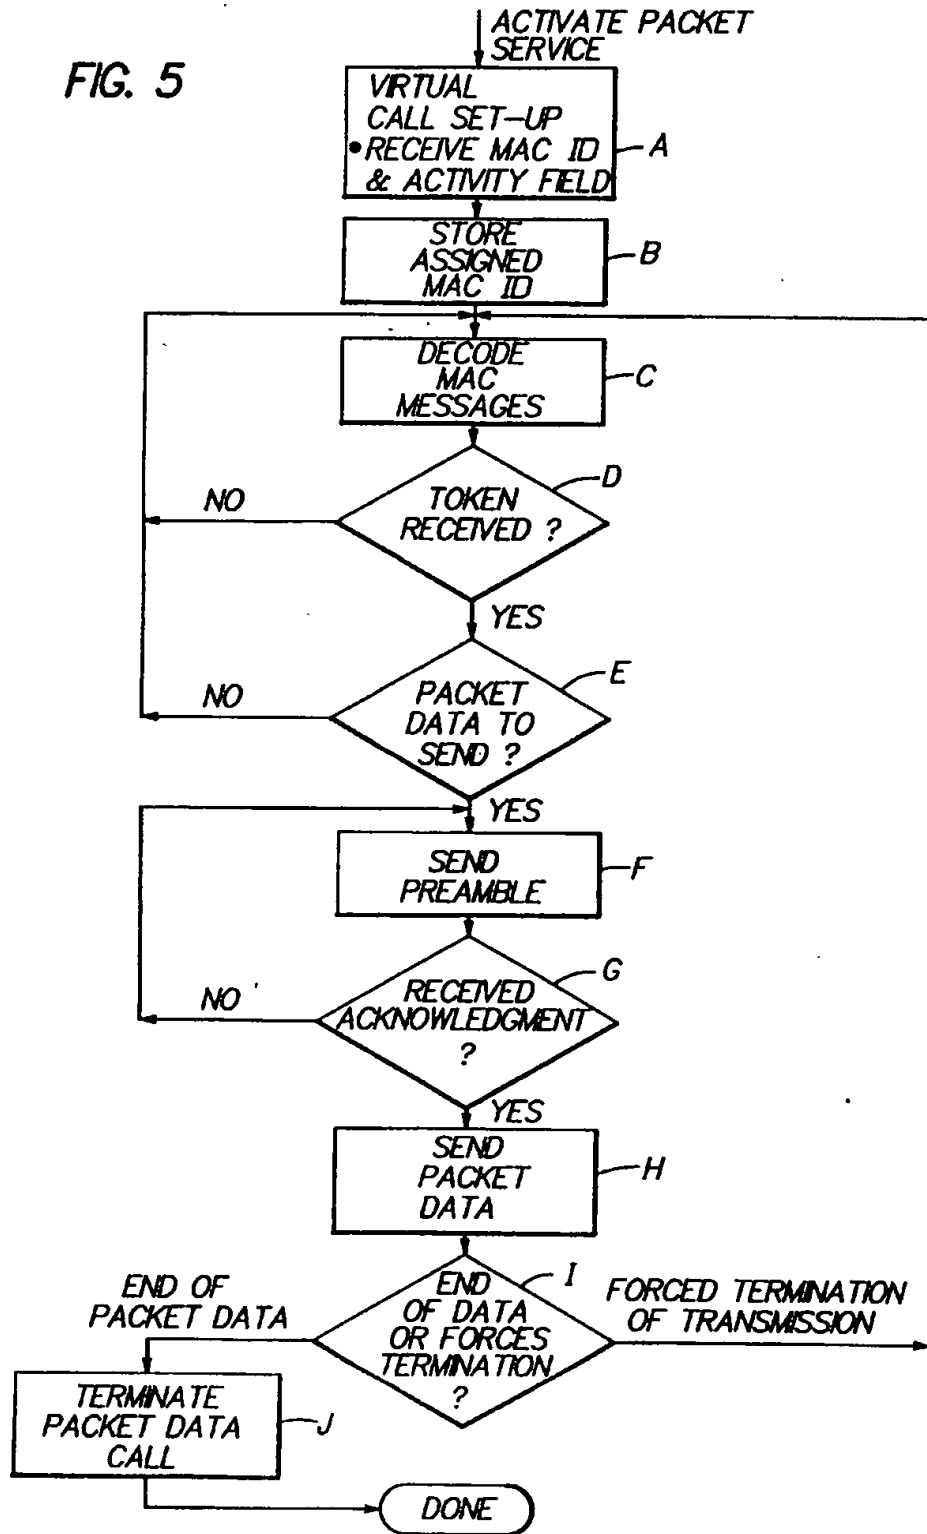 FIG. 5
ACTIVATE PACKET
SERVICE
VIRTUAL
CALL SET-UP
•RECEIVE MAC ID
& ACTIVITY FIELD
A
STORE
ASSIGNED
MAC ID
B
DECODE
MAC
MESSAGES
C
TOKEN
RECEIVED ?
D
NO
YES
PACKET
DATA TO
SEND ?
E
NO
YES
SEND
PREAMBLE
F
RECEIVED
ACKNOWLEDGMENT
?
G
NO
YES
SEND
PACKET
DATA
H
END
OF DATA
OR FORCES
TERMINATION
?
I
END OF
PACKET DATA
FORCED TERMINATION
OF TRANSMISSION
TERMINATE
PACKET DATA
CALL
J
DONE